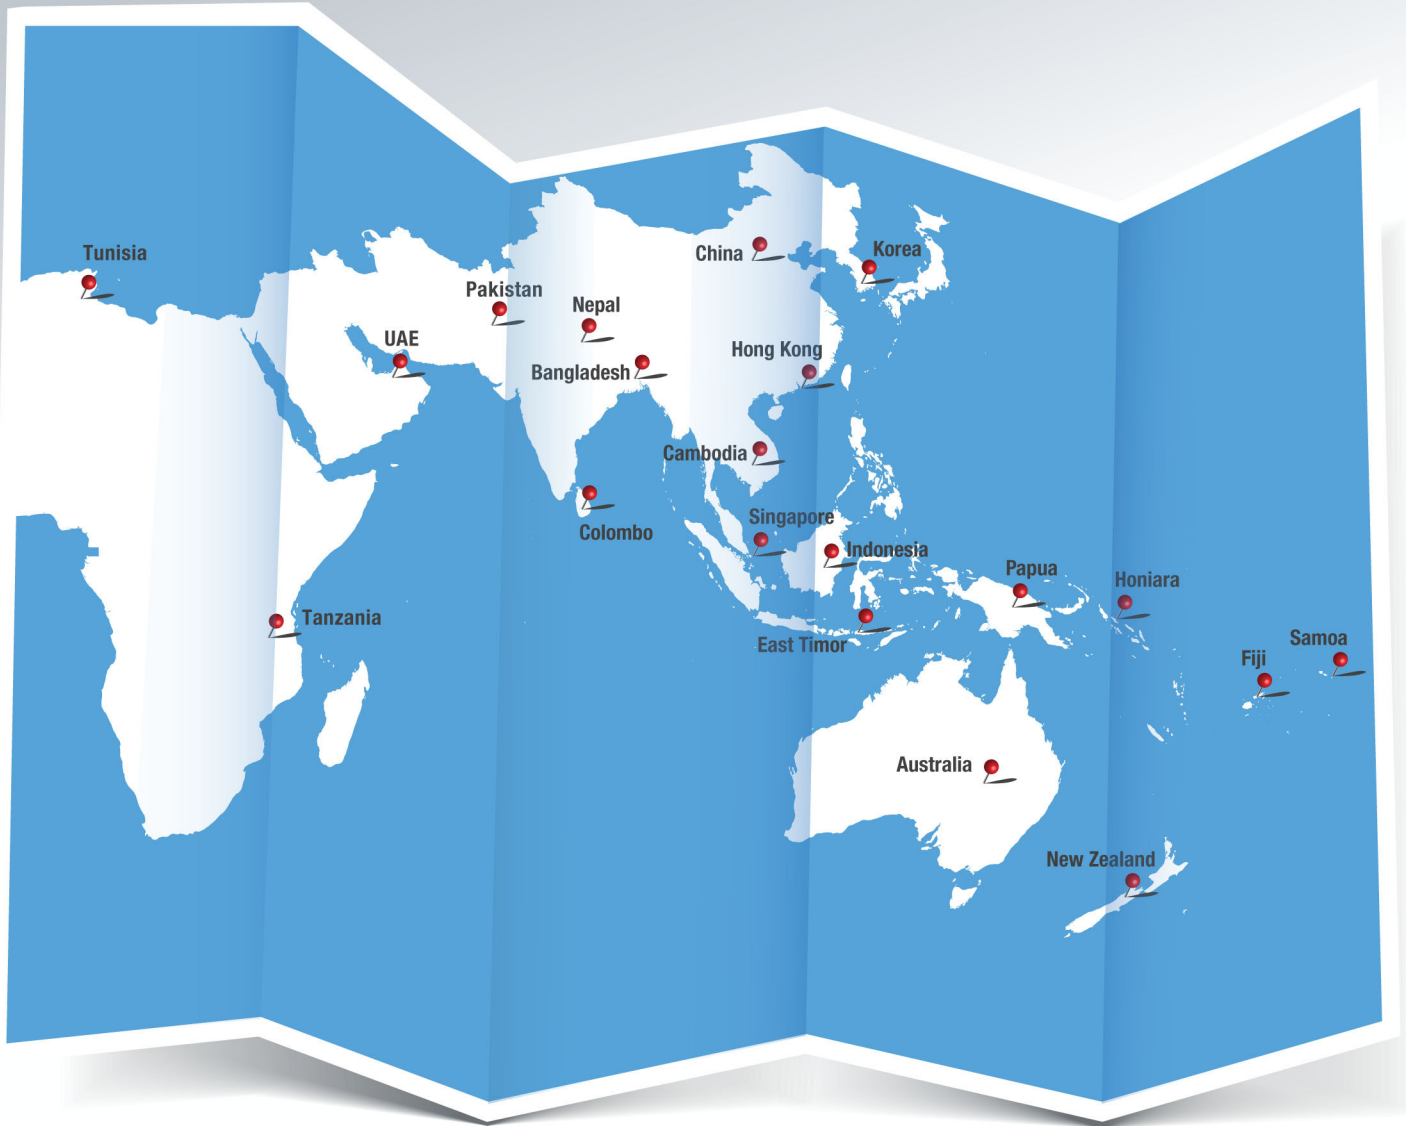 Tunisia
China
Korea
Pakistan
Nepal
UAE
Hong Kong
Bangladesh
Cambodia
Singapore
Colombo
Indonesia
Papua
Honiara
Tanzania
East Timor
Samoa
Fiji
Australia
New Zealand